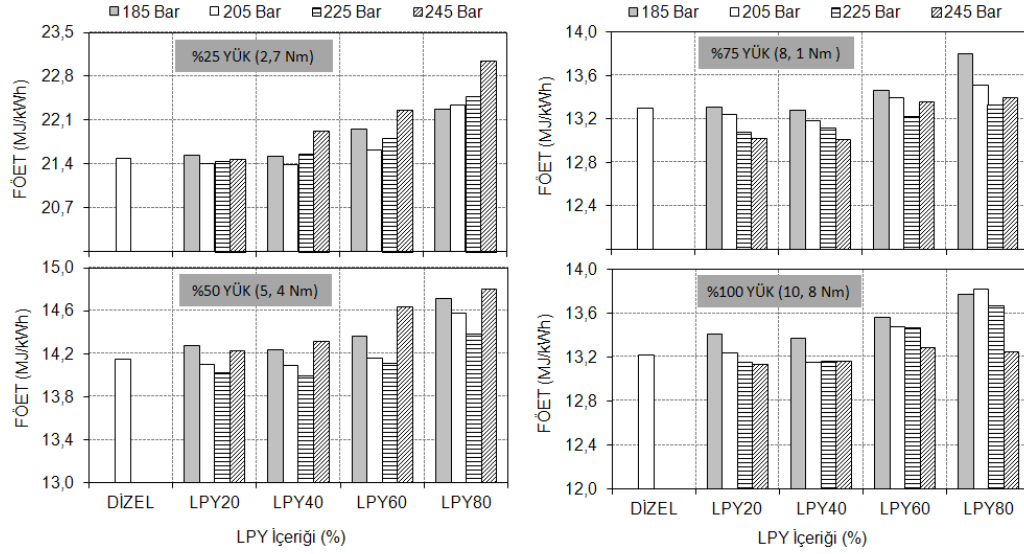 185 Bar 205 Bar 225 Bar 245 Bar
23,5
22,8
22,1
21,4
20,7
FÖET (MJ/kWh)
%25 YÜK (2,7 Nm)
15,0
14,6
14,2
13,8
13,4
13,0
FÖET (MJ/kWh)
%50 YÜK (5, 4 Nm)
DİZEL LPY20 LPY40 LPY60 LPY80
LPY İçeriği (%)
185 Bar 205 Bar 225 Bar 245 Bar
14,0
13,6
13,2
12,8
12,4
FÖET (MJ/kWh)
%75 YÜK (8, 1 Nm )
14,0
13,6
13,2
12,8
12,4
12,0
FÖET (MJ/kWh)
%100 YÜK (10, 8 Nm)
DİZEL LPY20 LPY40 LPY60 LPY80
LPY İçeriği (%)